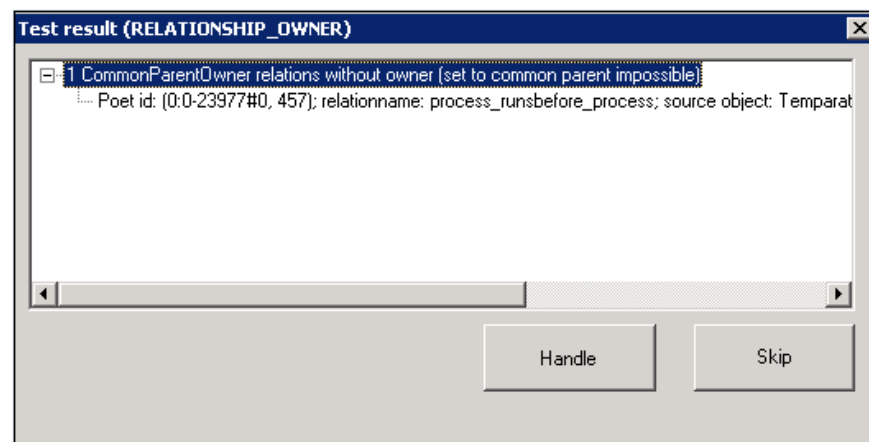 Test result (RELATIONSHIP_OWNER)
1 CommonParentOwner relations without owner (set to common parent impossible)
Poet id: (0:0-23977#0, 457); relationname: process_runsbefore_process; source object: Temparat
Handle
Skip